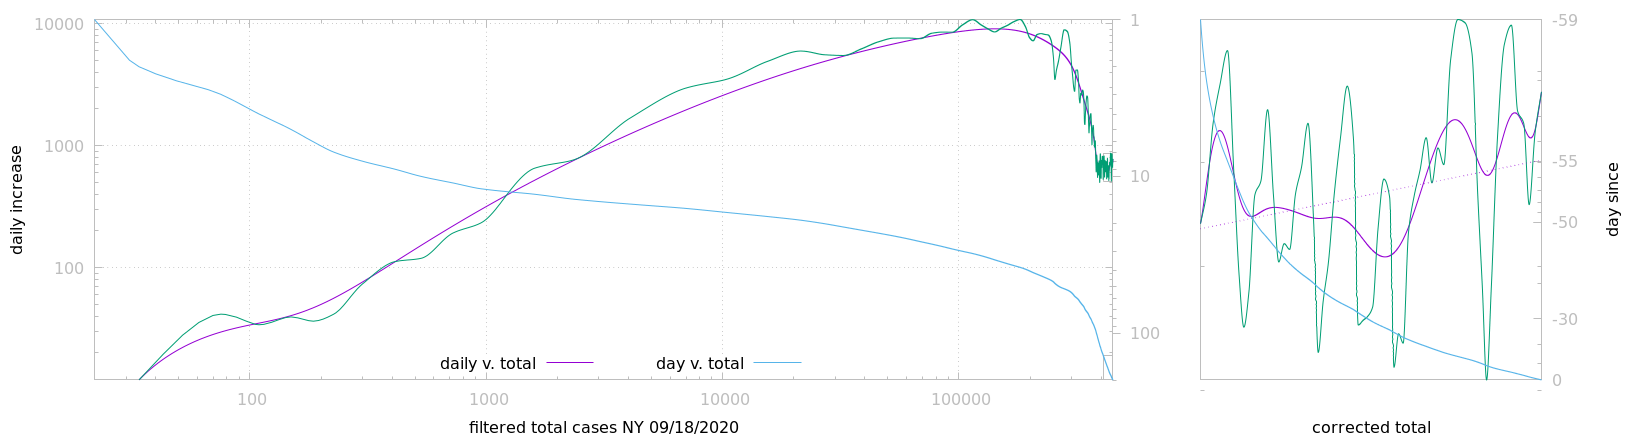 10000
1000
100
daily increase
100
1000
10000
100000
filtered total cases NY 09/18/2020
daily v. total
day v. total
1
10
100
-59
-55
-50
-30
0
day since
corrected total